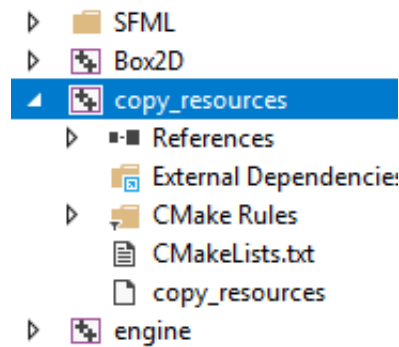 SFML
Box2D
copy_resources
References
External Dependencies
CMake Rules
CMakeLists.txt
copy_resources
engine